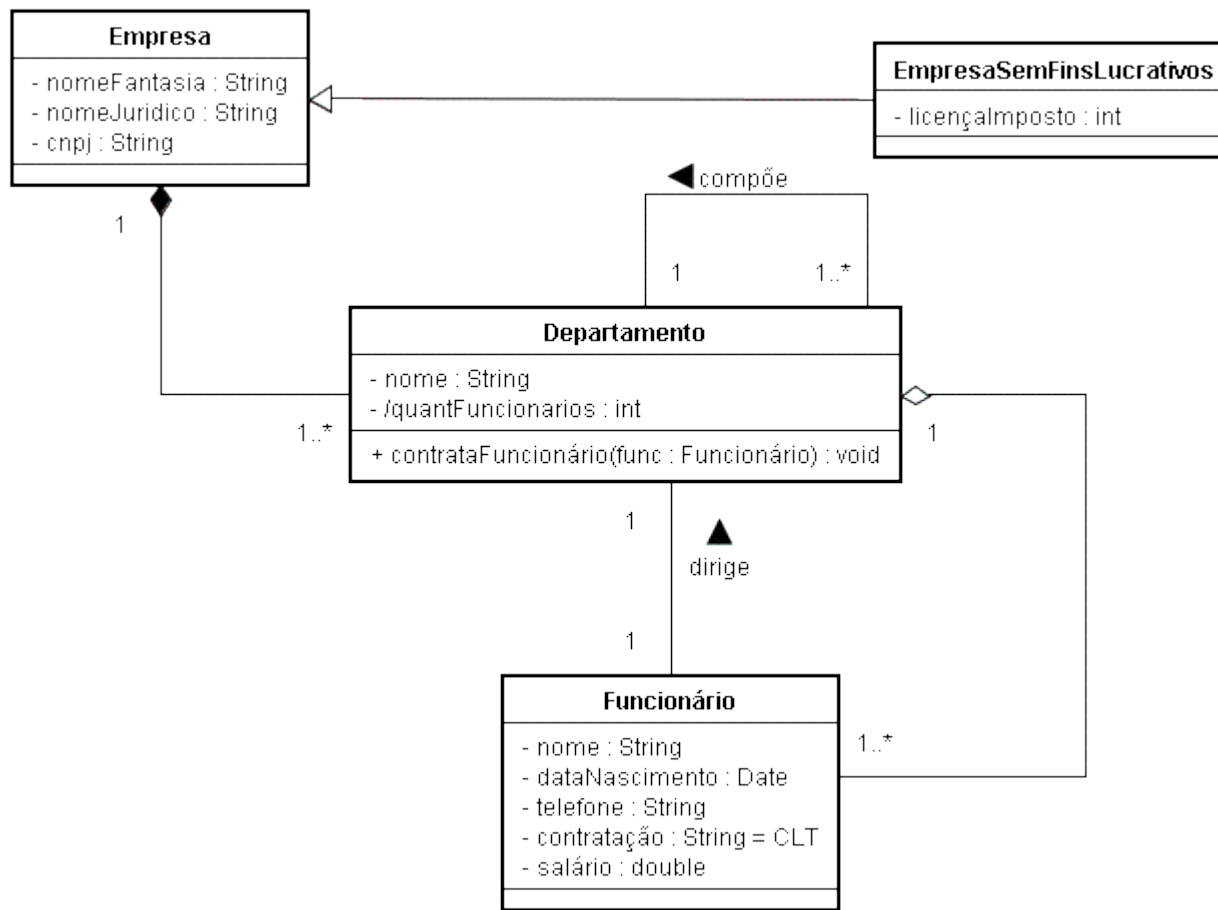 Empresa
- nomeFantasia : String
- nomeJuridico : String
- cnpj : String
EmpresaSemFinsLucrativos
- licençaImposto : int
compõe
1
1
1..*
Departamento
- nome : String
- /quantFuncionarios : int
+ contrataFuncionário(func : Funcionário) : void
1..*
1
1
dirige
1
Funcionário
- nome : String
- dataNascimento : Date
- telefone : String
- contratação : String = CLT
- salário : double
1..*